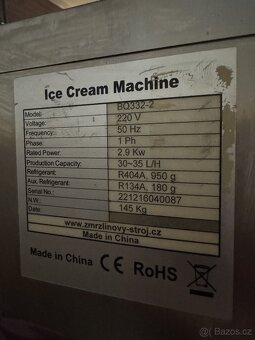 Ice Cream Machine
Model: BQ332-2
Voltage: 220 V
Frequency: 50 Hz
Phase: 1 Ph
Power: 2.9 Kw
Production Capacity: 30~35 L/H
Refrigerant: R404A, 950 g
Aux. Refrigerant: R134A, 180 g
Serial No.: 221216040087
N.W.: 145 Kg
Date:
www.zmrzlinovy-stroj.cz
Made in China
Made in China CE RoHS
Bazoš.cz